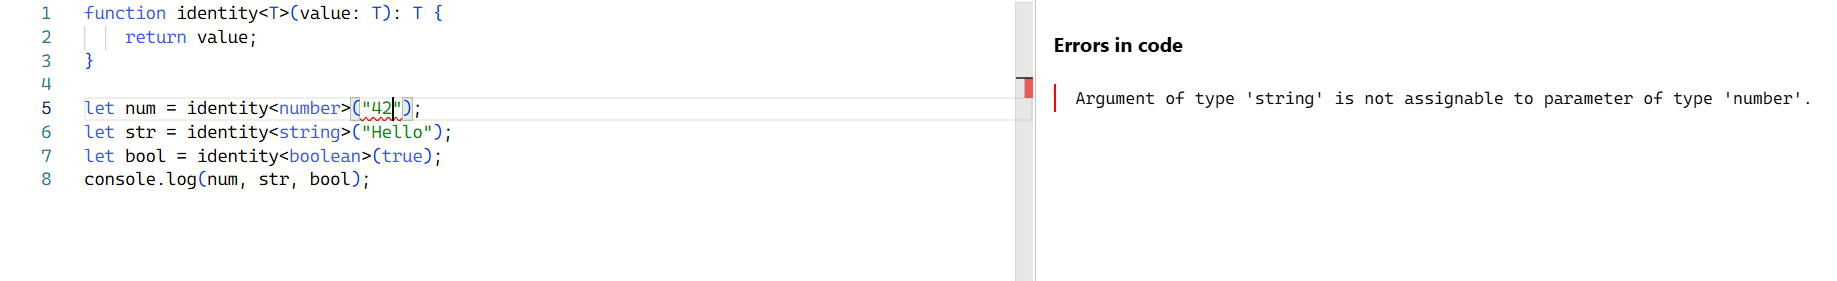 1 function identity<T>(value: T): T {
2     return value;
3 }
4
5 let num = identity<number>("42");
6 let str = identity<string>("Hello");
7 let bool = identity<boolean>(true);
8 console.log(num, str, bool);
Errors in code
Argument of type 'string' is not assignable to parameter of type 'number'.